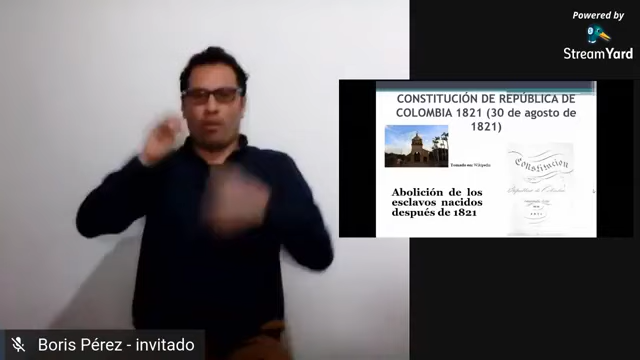 Powered by
StreamYard
CONSTITUCIÓN DE REPÚBLICA DE
COLOMBIA 1821 (30 de agosto de
1821)
Constitucion
Abolición de los
esclavos nacidos
después de 1821
Boris Pérez - invitado